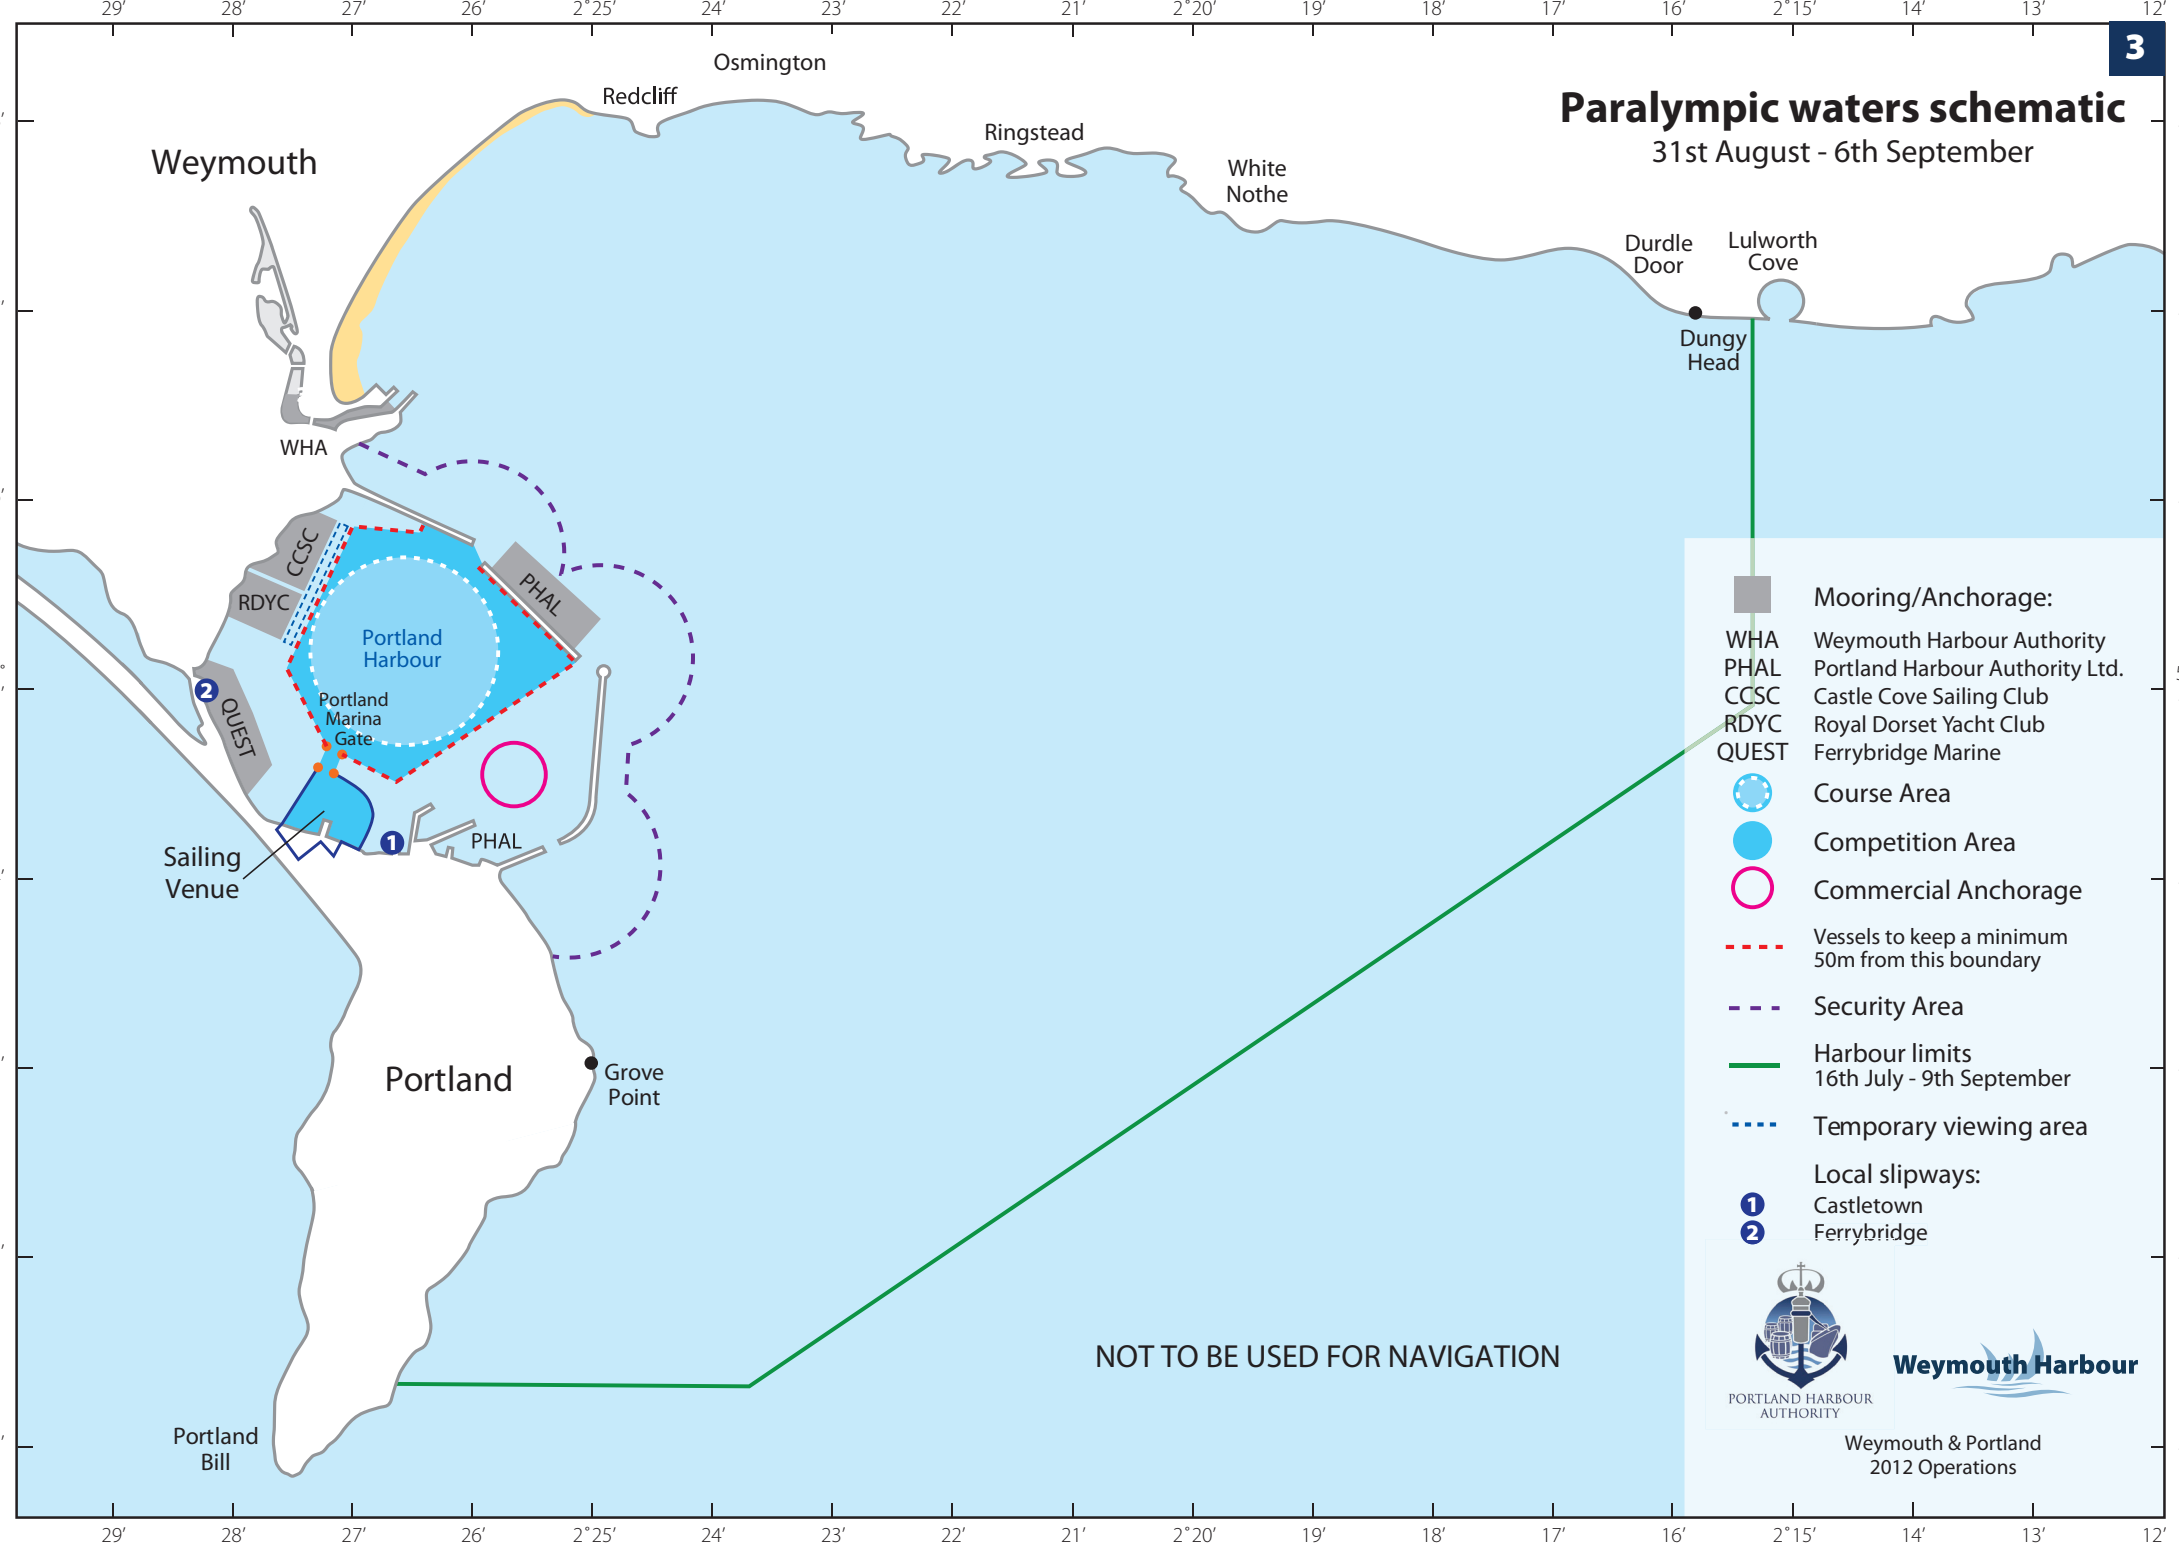 29′ 28′ 27′ 26′ 2°25′ 24′ 23′ 22′ 21′ 2°20′ 19′ 18′ 17′ 16′ 2°15′ 14′ 13′ 12′
3
Paralympic waters schematic
31st August - 6th September
Osmington
Redcliff
Ringstead
Weymouth
White
Nothe
Durdle
Door
Lulworth
Cove
Dungy
Head
WHA
CCSC
RDYC
PHAL
Portland
Harbour
2
QUEST
Portland
Marina
Gate
1
PHAL
Sailing
Venue
Portland
Grove
Point
Portland
Bill
NOT TO BE USED FOR NAVIGATION
Mooring/Anchorage:
WHA Weymouth Harbour Authority
PHAL Portland Harbour Authority Ltd.
CCSC Castle Cove Sailing Club
RDYC Royal Dorset Yacht Club
QUEST Ferrybridge Marine
Course Area
Competition Area
Commercial Anchorage
Vessels to keep a minimum
50m from this boundary
Security Area
Harbour limits
16th July - 9th September
Temporary viewing area
Local slipways:
1 Castletown
2 Ferrybridge
PORTLAND HARBOUR
AUTHORITY
Weymouth Harbour
Weymouth & Portland
2012 Operations
29′ 28′ 27′ 26′ 2°25′ 24′ 23′ 22′ 21′ 2°20′ 19′ 18′ 17′ 16′ 2°15′ 14′ 13′ 12′